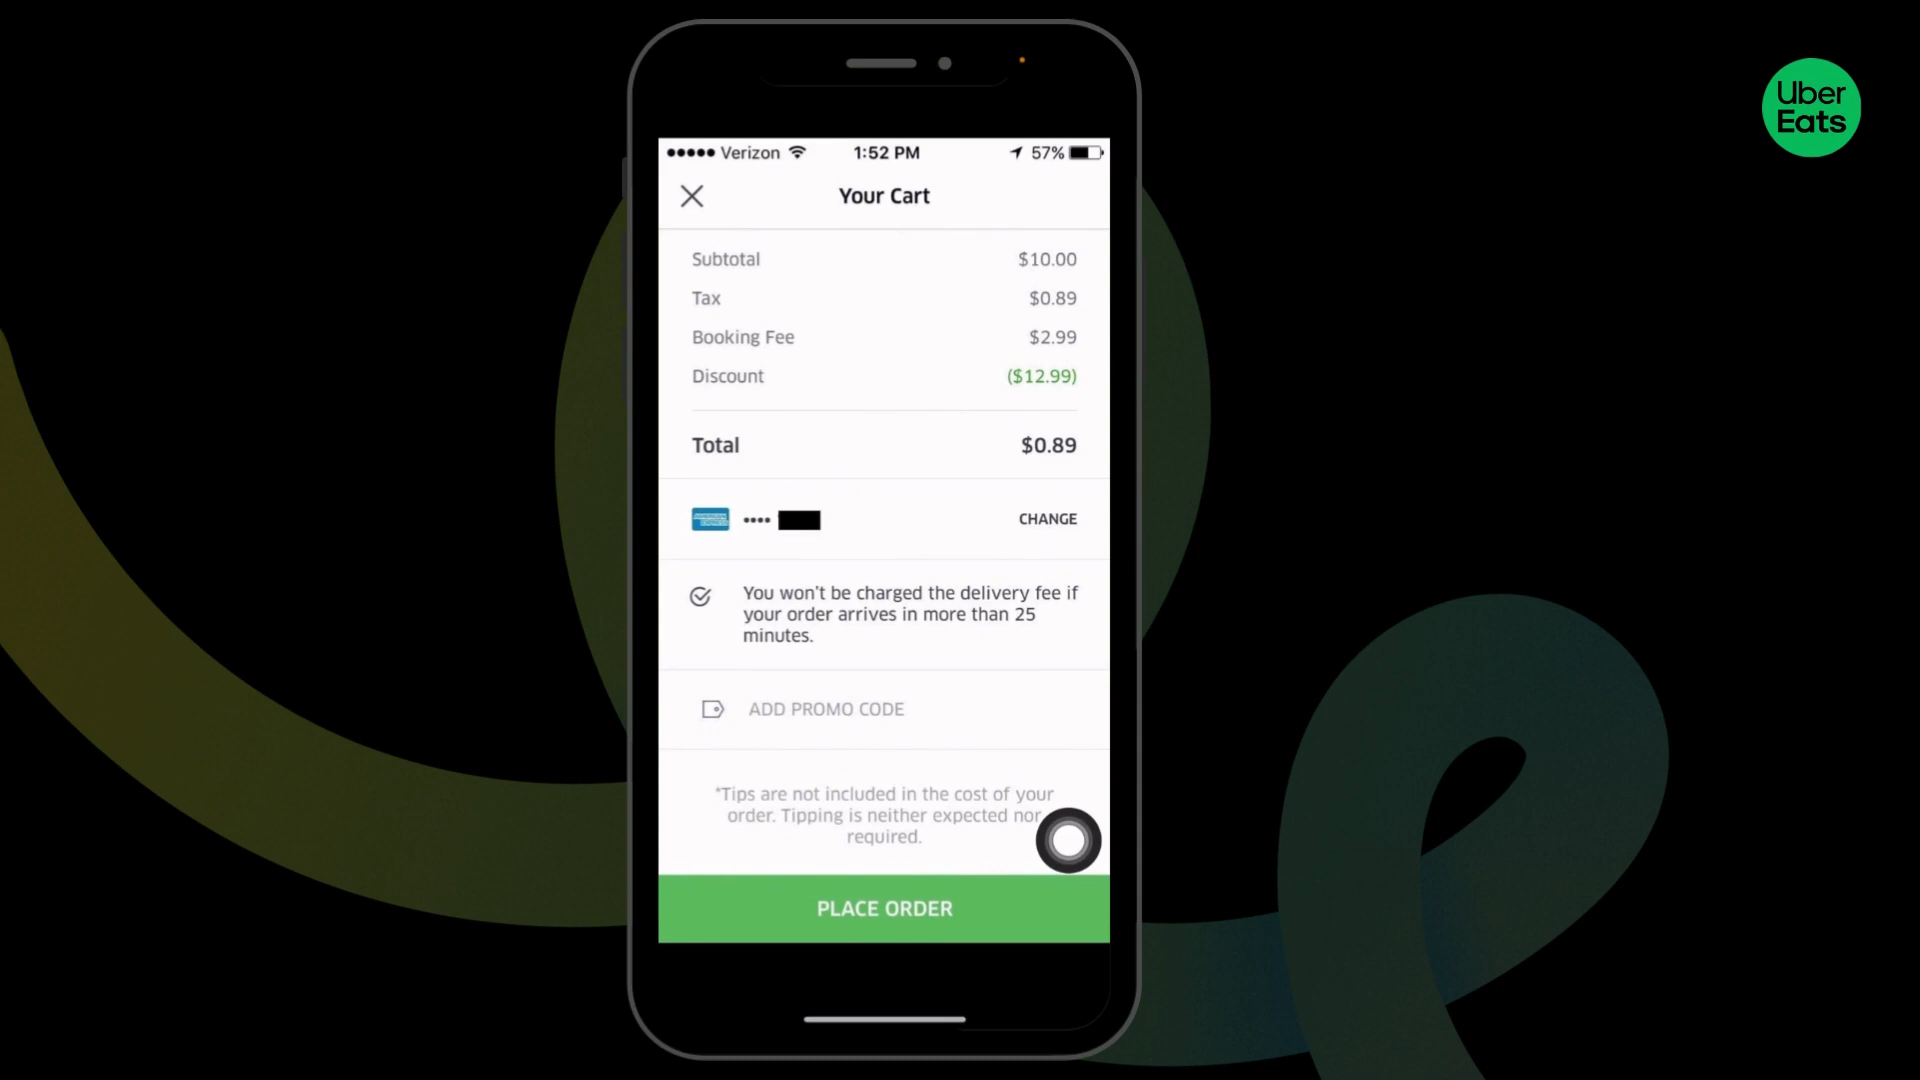 Uber
Eats
Verizon 1:52 PM 57%
Your Cart
Subtotal $10.00
Tax $0.89
Booking Fee $2.99
Discount ($12.99)
Total $0.89
•••• CHANGE
You won't be charged the delivery fee if
your order arrives in more than 25
minutes.
ADD PROMO CODE
*Tips are not included in the cost of your
order. Tipping is neither expected nor
required.
PLACE ORDER